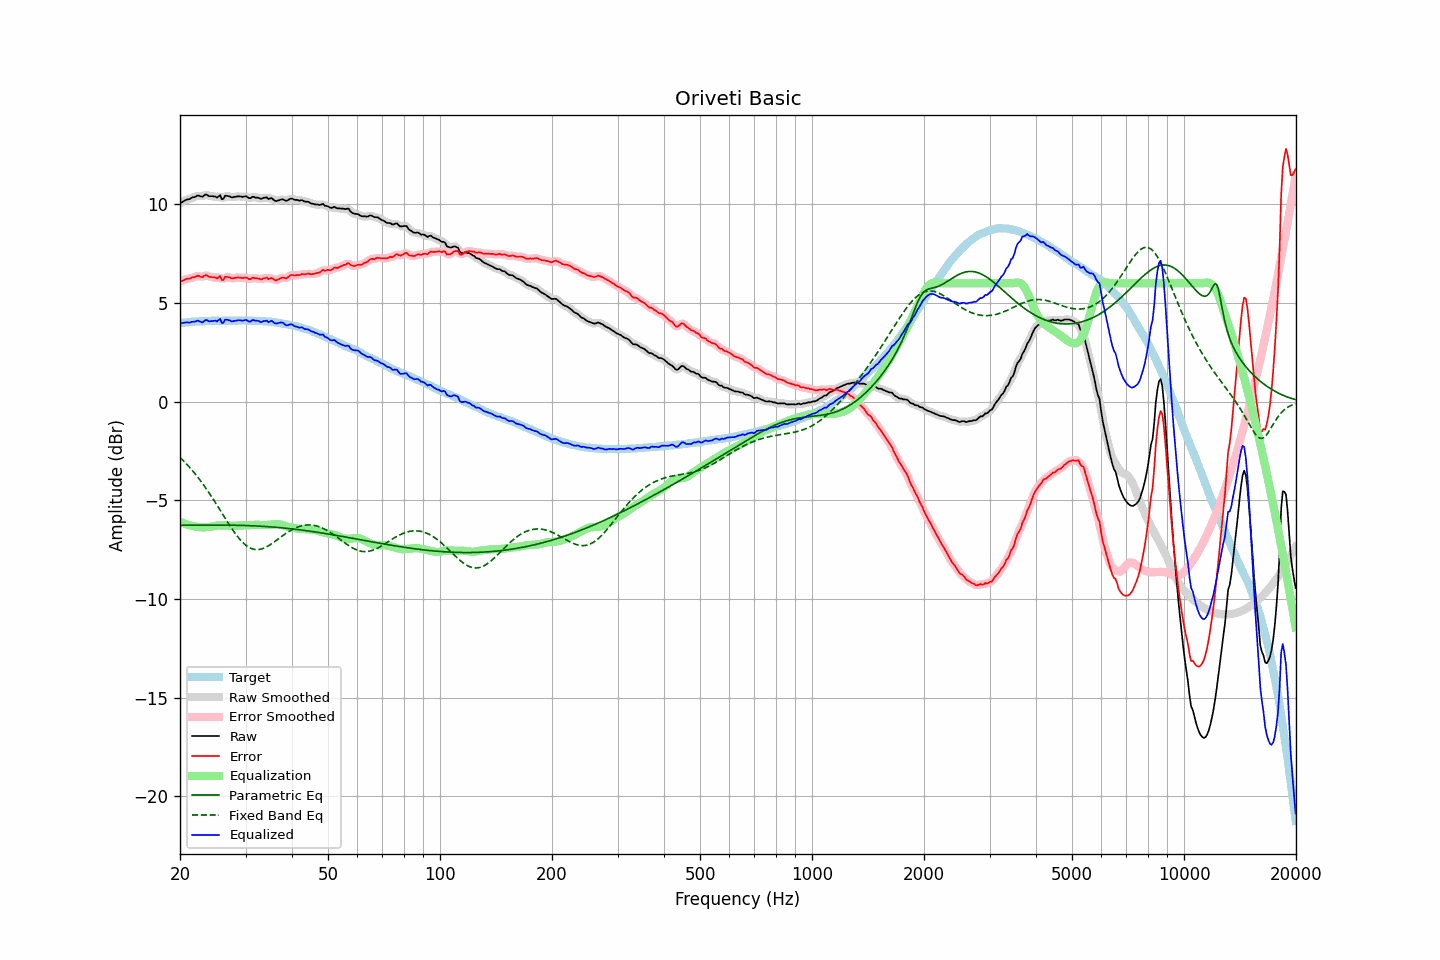 Oriveti Basic
Amplitude (dBr)
10
5
0
−5
−10
−15
−20
Target
Raw Smoothed
Error Smoothed
Raw
Error
Equalization
Parametric Eq
Fixed Band Eq
Equalized
20 50 100 200 500 1000 2000 5000 10000 20000
Frequency (Hz)